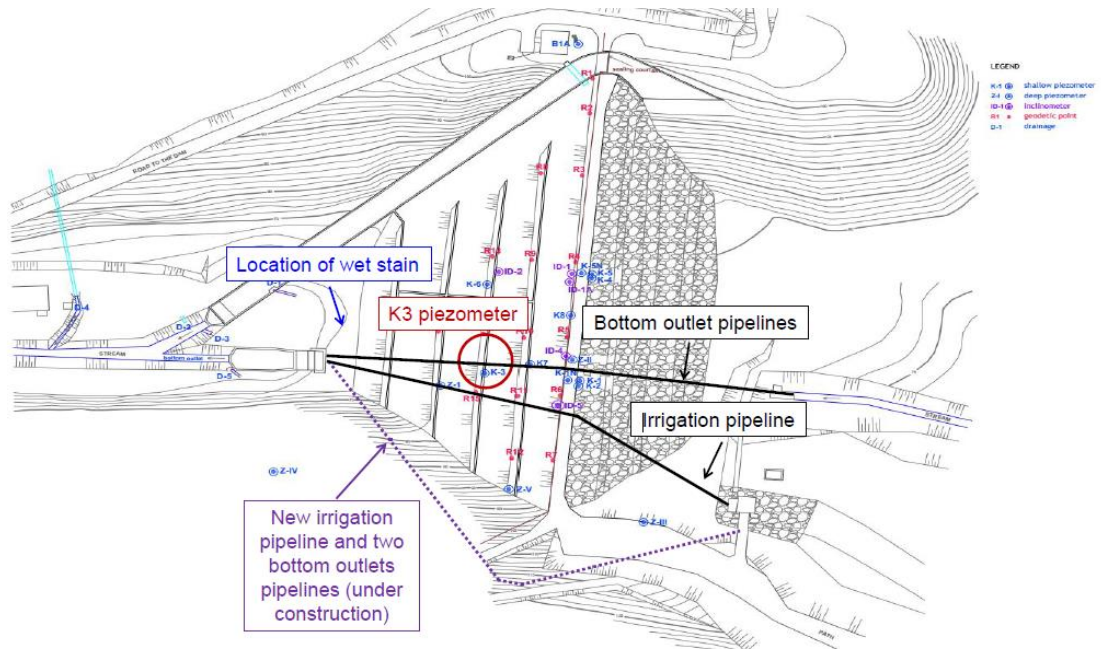 B1A
sealing courtain
R1
R2
ROAD TO THE DAM
R8
R3
LEGEND
K-1 shallow piezometer
Z-I deep piezometer
ID-1 inclinometer
R1 geodetic point
D-1 drainage
Location of wet stain
R13
R9
R4
ID-2
ID-1
K-5N
K-5
K-4
K-6
ID-1A
D-4
K3 piezometer
K8
Bottom outlet pipelines
D-2
D-3
R5
STREAM
bottom outlet
D-5
ID-4
Z-II
K7
K-3
Z-1
K-1
K-2
R15
R11
R6
ID-5
STREAM
Irrigation pipeline
R12
R7
Z-IV
Z-V
Z-III
New irrigation
pipeline and two
bottom outlets
pipelines (under
construction)
PATH